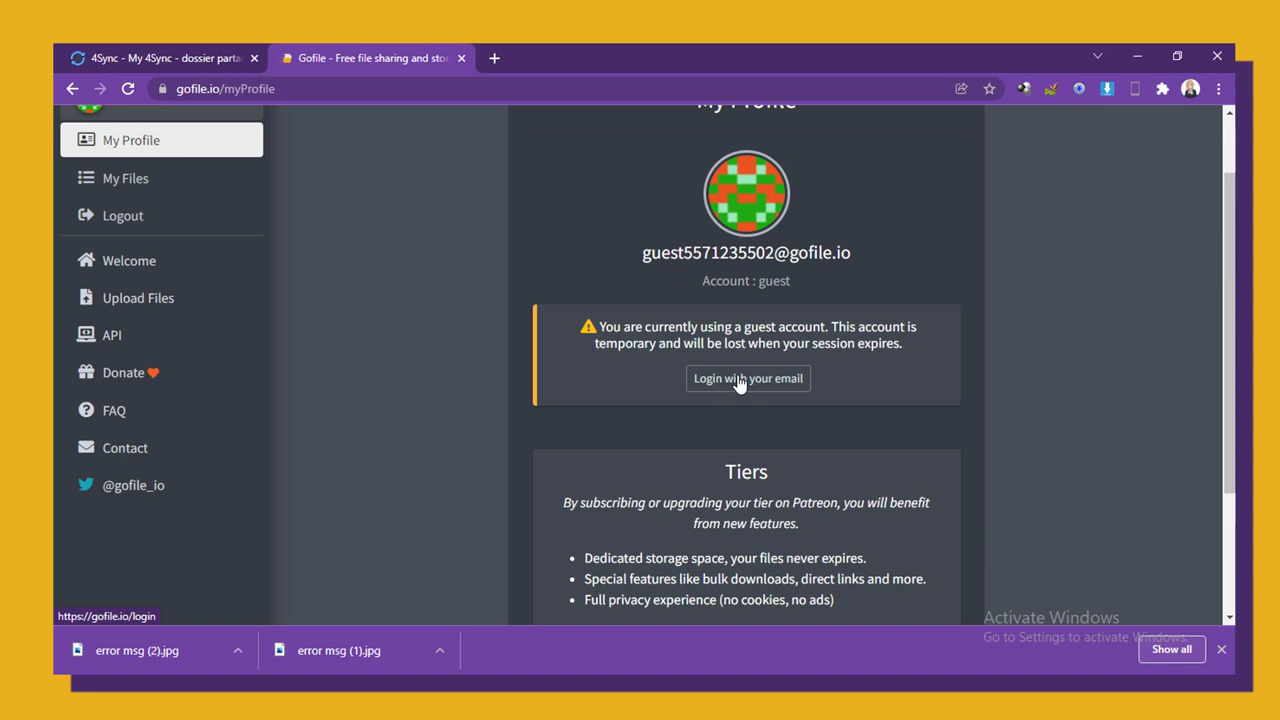 4Sync - My 4Sync - dossier parta
Gofile - Free file sharing and sto
gofile.io/myProfile
My Profile
My Files
Logout
Welcome
Upload Files
API
Donate
FAQ
Contact
@gofile_io
https://gofile.io/login
My Profile
guest5571235502@gofile.io
Account : guest
You are currently using a guest account. This account is
temporary and will be lost when your session expires.
Login with your email
Tiers
By subscribing or upgrading your tier on Patreon, you will benefit
from new features.
• Dedicated storage space, your files never expires.
• Special features like bulk downloads, direct links and more.
• Full privacy experience (no cookies, no ads)
Activate Windows
Go to Settings to activate Windows.
error msg (2).jpg
error msg (1).jpg
Show all